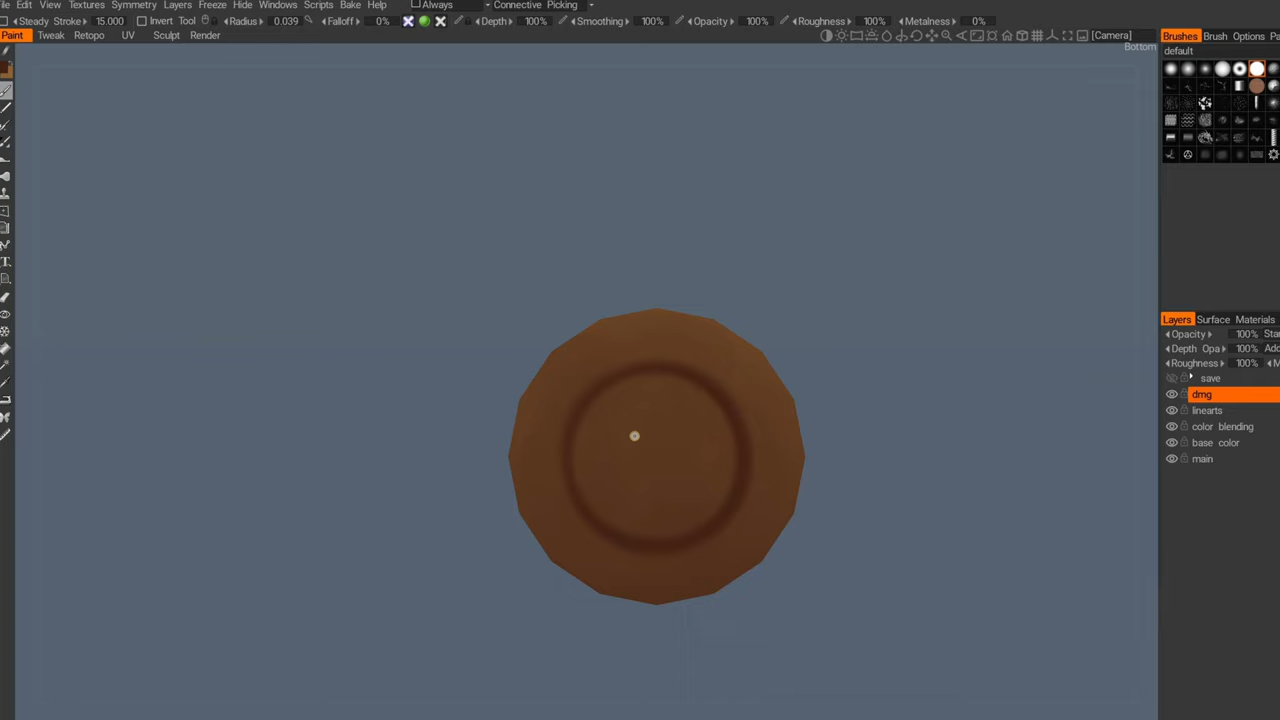 Edit View Textures Symmetry Layers Freeze Hide Windows Scripts Bake Help Always Connective Picking
Steady Stroke 15.000 Invert Tool Radius 0.039 Falloff 0% Depth 100% Smoothing 100% Opacity 100% Roughness 100% Metalness 0%
Paint Tweak Retopo UV Sculpt Render [Camera] Brushes Brush Options
Bottom
default
Layers Surface Materials
Opacity 100%
Depth Opa 100%
Roughness 100%
save
dmg
linearts
color blending
base color
main